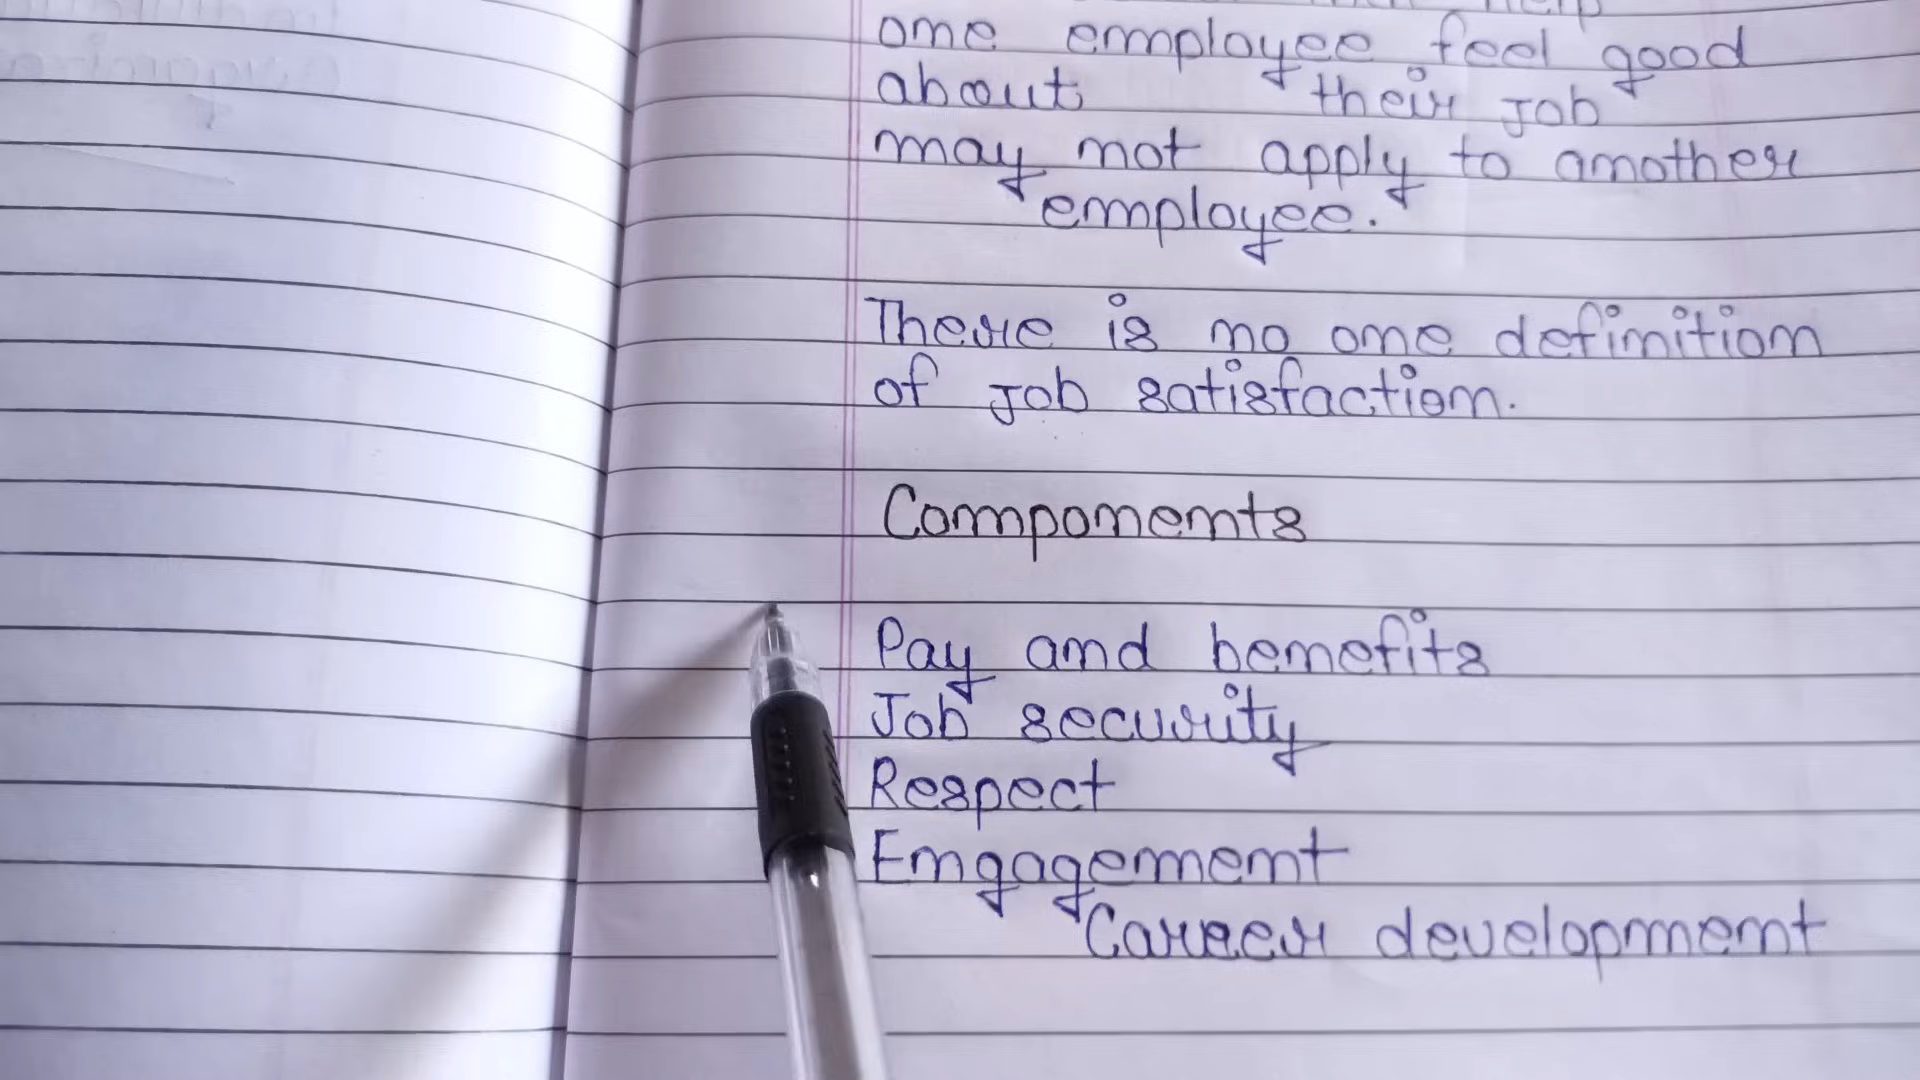 help
one employee feel good
about their job
may not apply to another
employee.
There is no one definition
of job satisfaction.
Components
Pay and benefits
Job security
Respect
Engagement
Career development